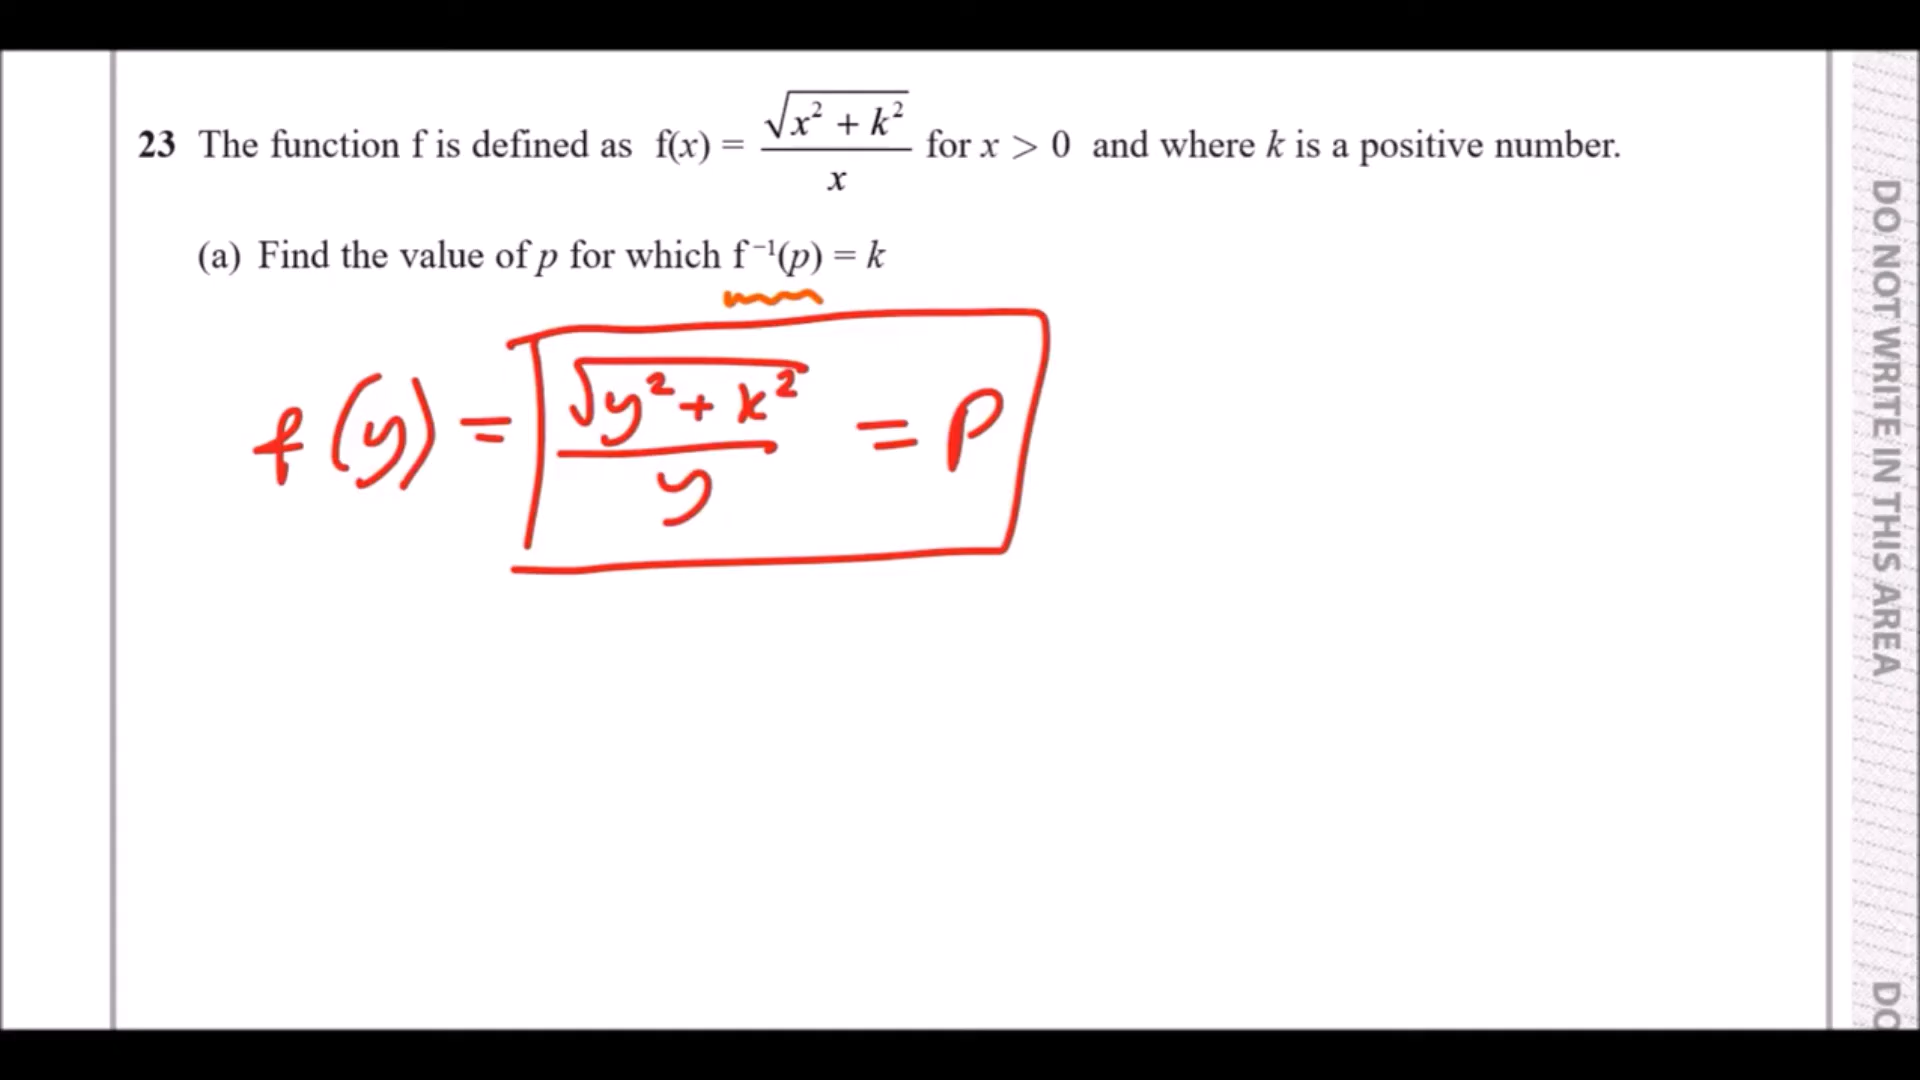 23 The function f is defined as f(x) = √(x² + k²) / x for x > 0 and where k is a positive number.
(a) Find the value of p for which f⁻¹(p) = k
f(y) = √(y² + k²) / y = P
DO NOT WRITE IN THIS AREA
DO